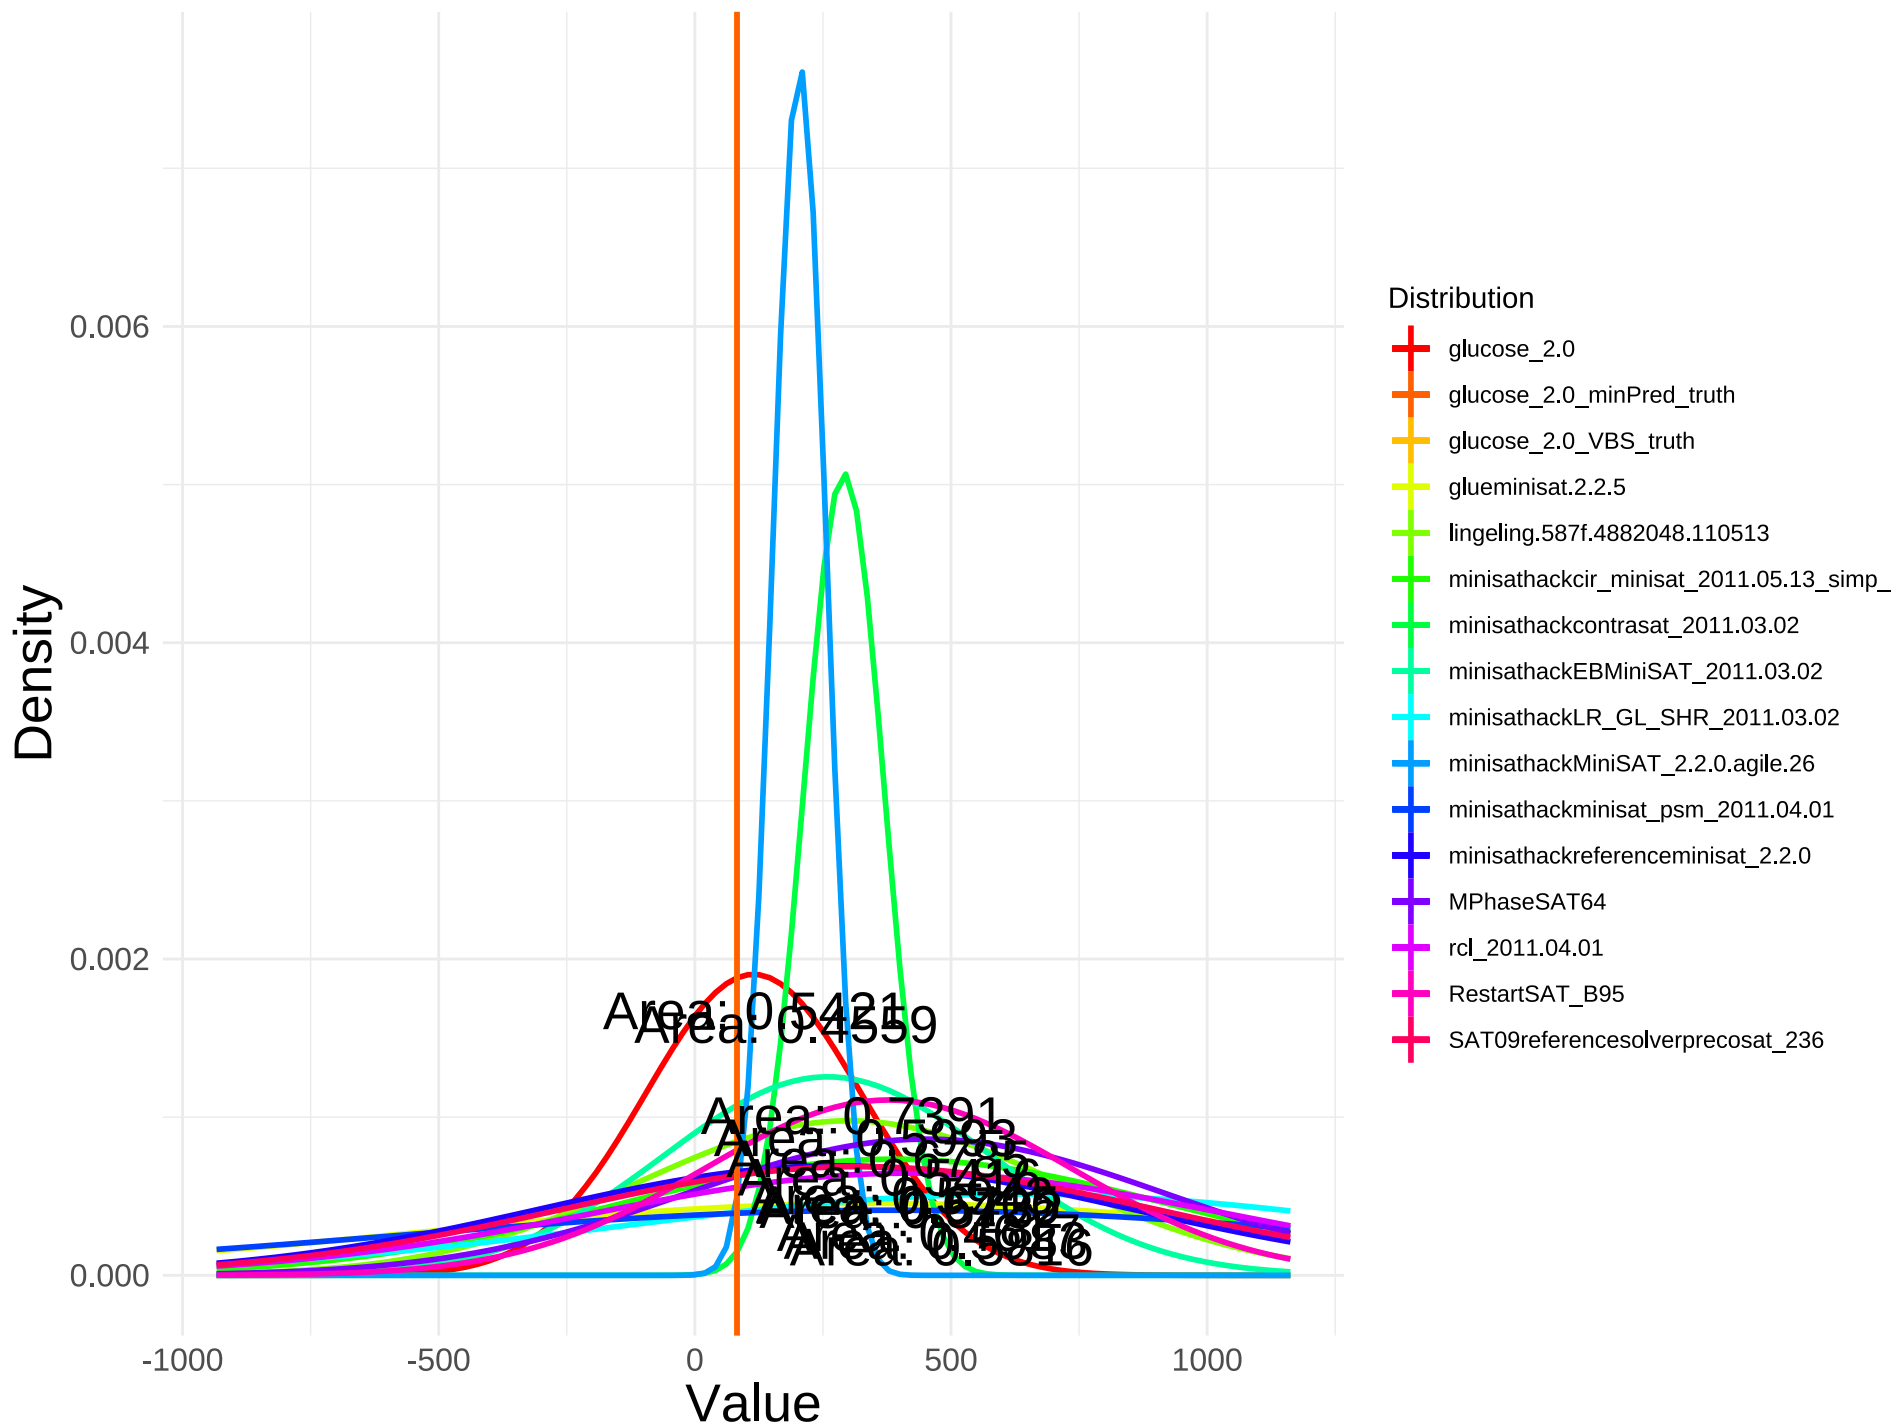 0.006
0.004
0.002
0.000
Density
-1000
-500
0
500
1000
Value
Area: 0.5421
Area: 0.4559
Area: 0.7391
Distribution
glucose_2.0
glucose_2.0_minPred_truth
glucose_2.0_VBS_truth
glueminisat.2.2.5
lingeling.587f.4882048.110513
minisathackcir_minisat_2011.05.13_simp_
minisathackcontrasat_2011.03.02
minisathackEBMiniSAT_2011.03.02
minisathackLR_GL_SHR_2011.03.02
minisathackMiniSAT_2.2.0.agile.26
minisathackminisat_psm_2011.04.01
minisathackreferenceminisat_2.2.0
MPhaseSAT64
rcl_2011.04.01
RestartSAT_B95
SAT09referencesolverprecosat_236